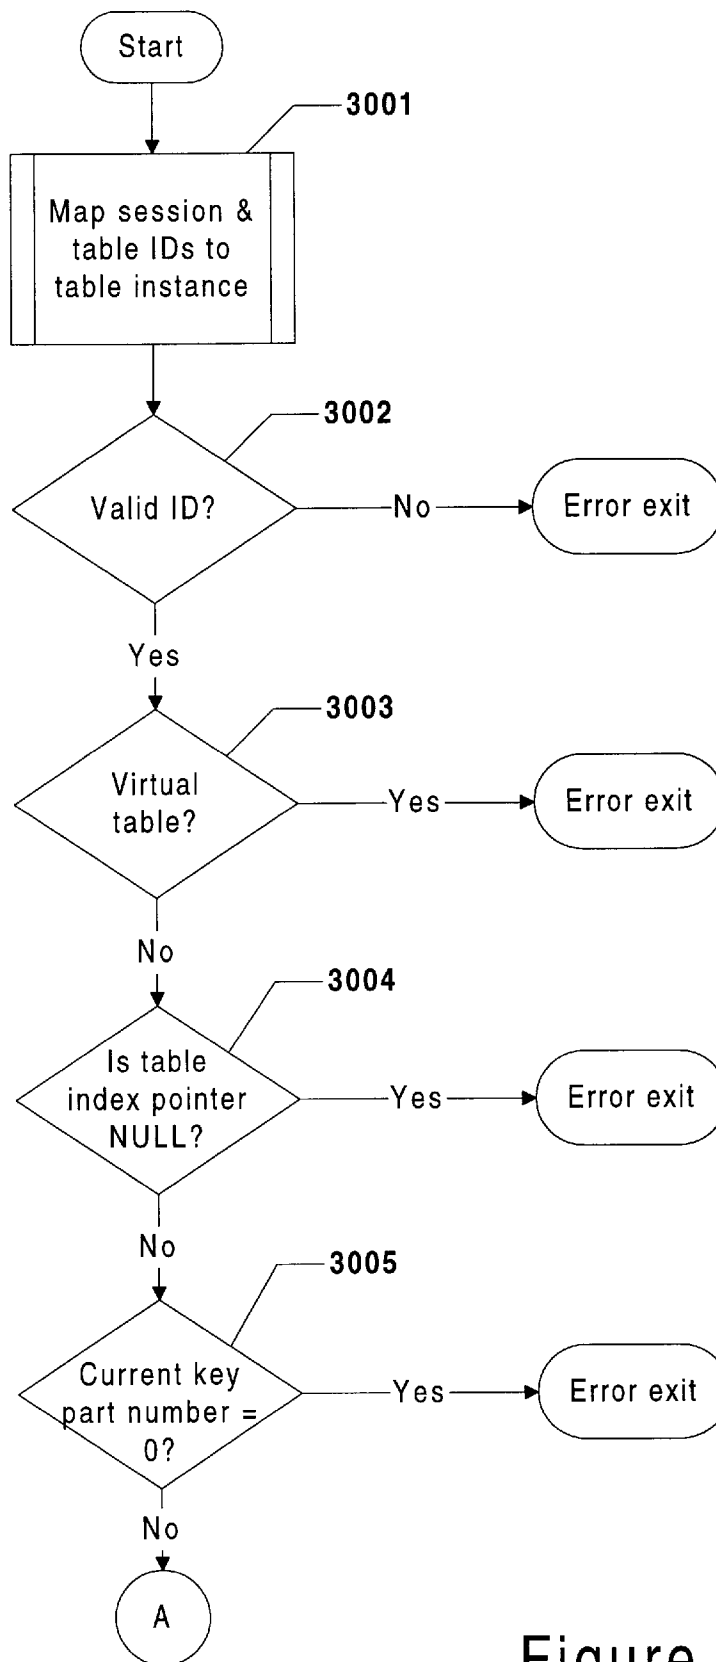 Start
3001
Map session &
table IDs to
table instance
3002
Valid ID?
No
Error exit
Yes
3003
Virtual
table?
Yes
Error exit
No
3004
Is table
index pointer
NULL?
Yes
Error exit
No
3005
Current key
part number =
0?
Yes
Error exit
No
A
Figure